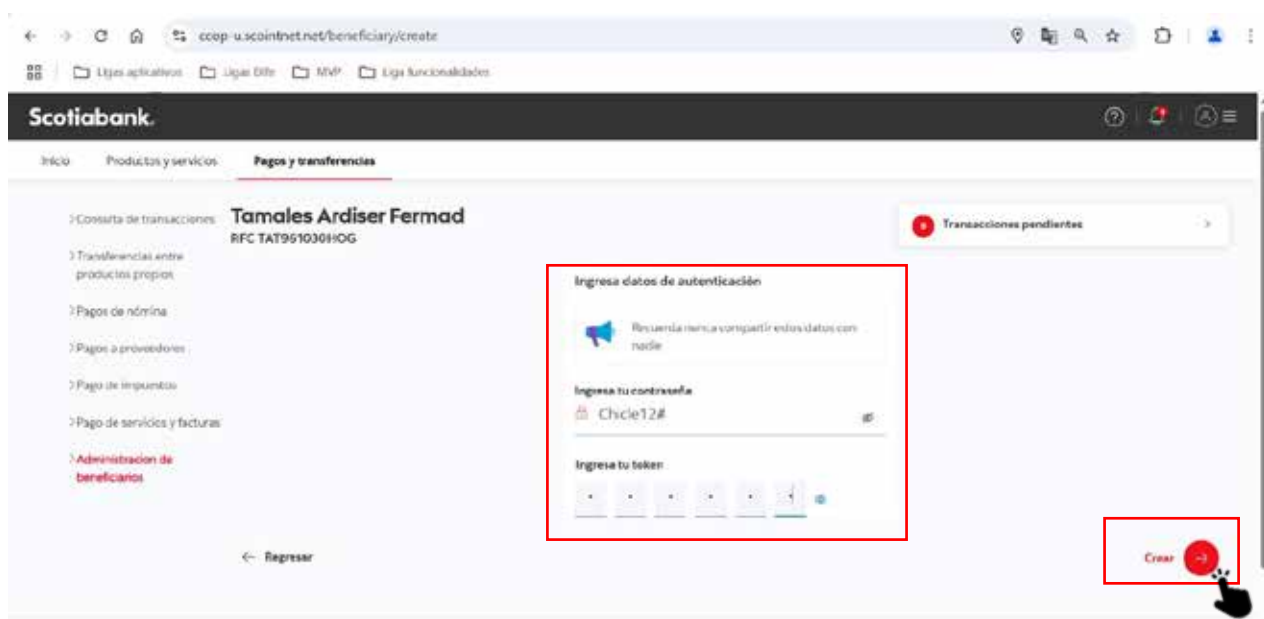 ccop-u.scointnet.net/beneficiary/create
Ligas aplicativos
Ligas Dife
MVP
Liga funcionalidades
Scotiabank.
Inicio
Productos y servicios
Pagos y transferencias
Consulta de transacciones
Tamales Ardiser Fermad
RFC
Transacciones pendientes
Transferencias entre
productos propios
Ingresa datos de autenticación
Pagos de nómina
Recuerda nunca compartir estos datos con
nadie
Pagos a proveedores
Pago de impuestos
Ingresa tu contraseña
Chicle12#
Pago de servicios y facturas
Administracion de
beneficiarios
Ingresa tu token
Regresar
Crear